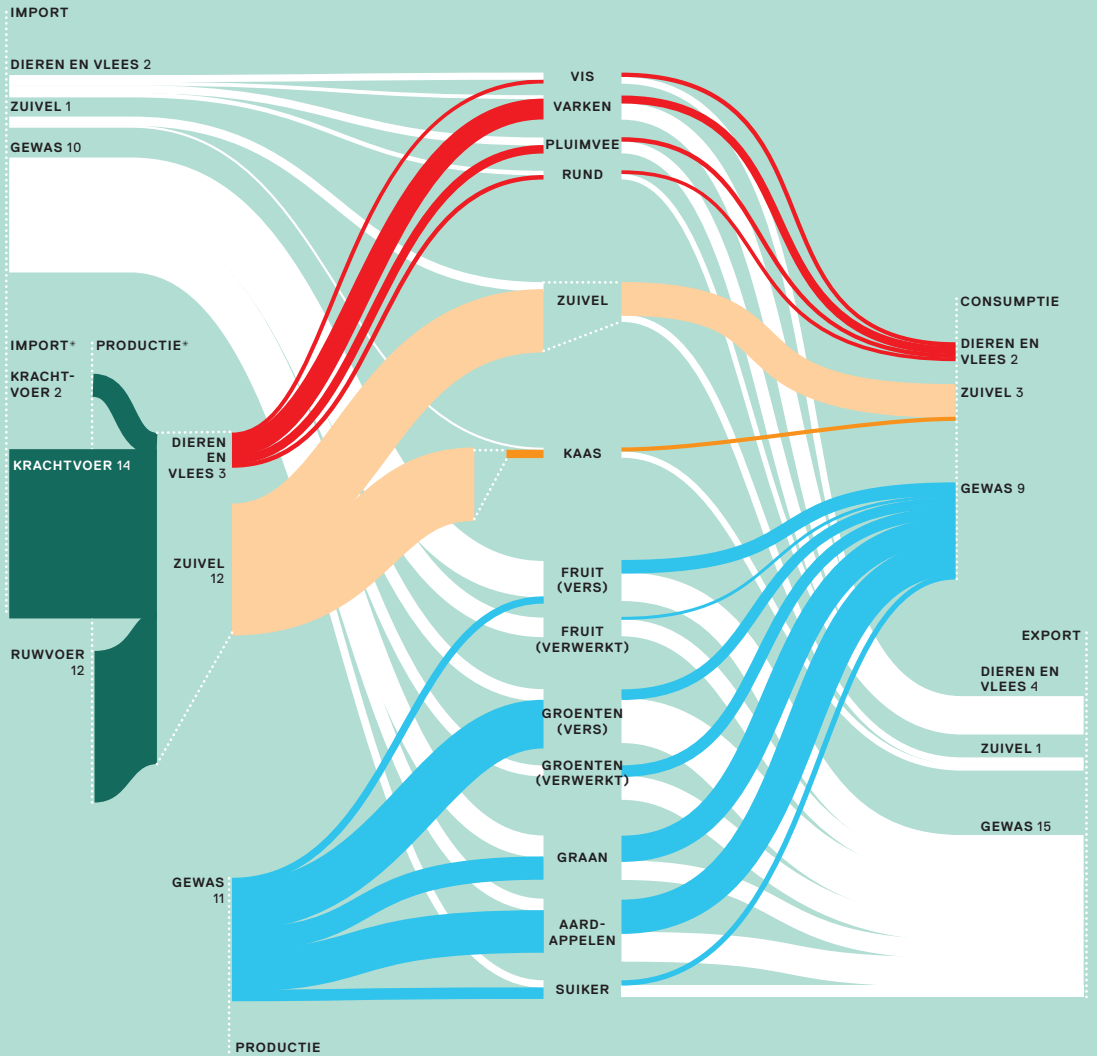 IMPORT
DIEREN EN VLEES 2
ZUIVEL 1
GEWAS 10
IMPORT*
PRODUCTIE*
KRACHT-
VOER 2
KRACHTVOER 14
RUWVOER
12
DIEREN
EN
VLEES 3
ZUIVEL
12
GEWAS
11
PRODUCTIE
VIS
VARKEN
PLUIMVEE
RUND
ZUIVEL
KAAS
FRUIT
(VERS)
FRUIT
(VERWERKT)
GROENTEN
(VERS)
GROENTEN
(VERWERKT)
GRAAN
AARD-
APPELEN
SUIKER
CONSUMPTIE
DIEREN EN
VLEES 2
ZUIVEL 3
GEWAS 9
EXPORT
DIEREN EN
VLEES 4
ZUIVEL 1
GEWAS 15